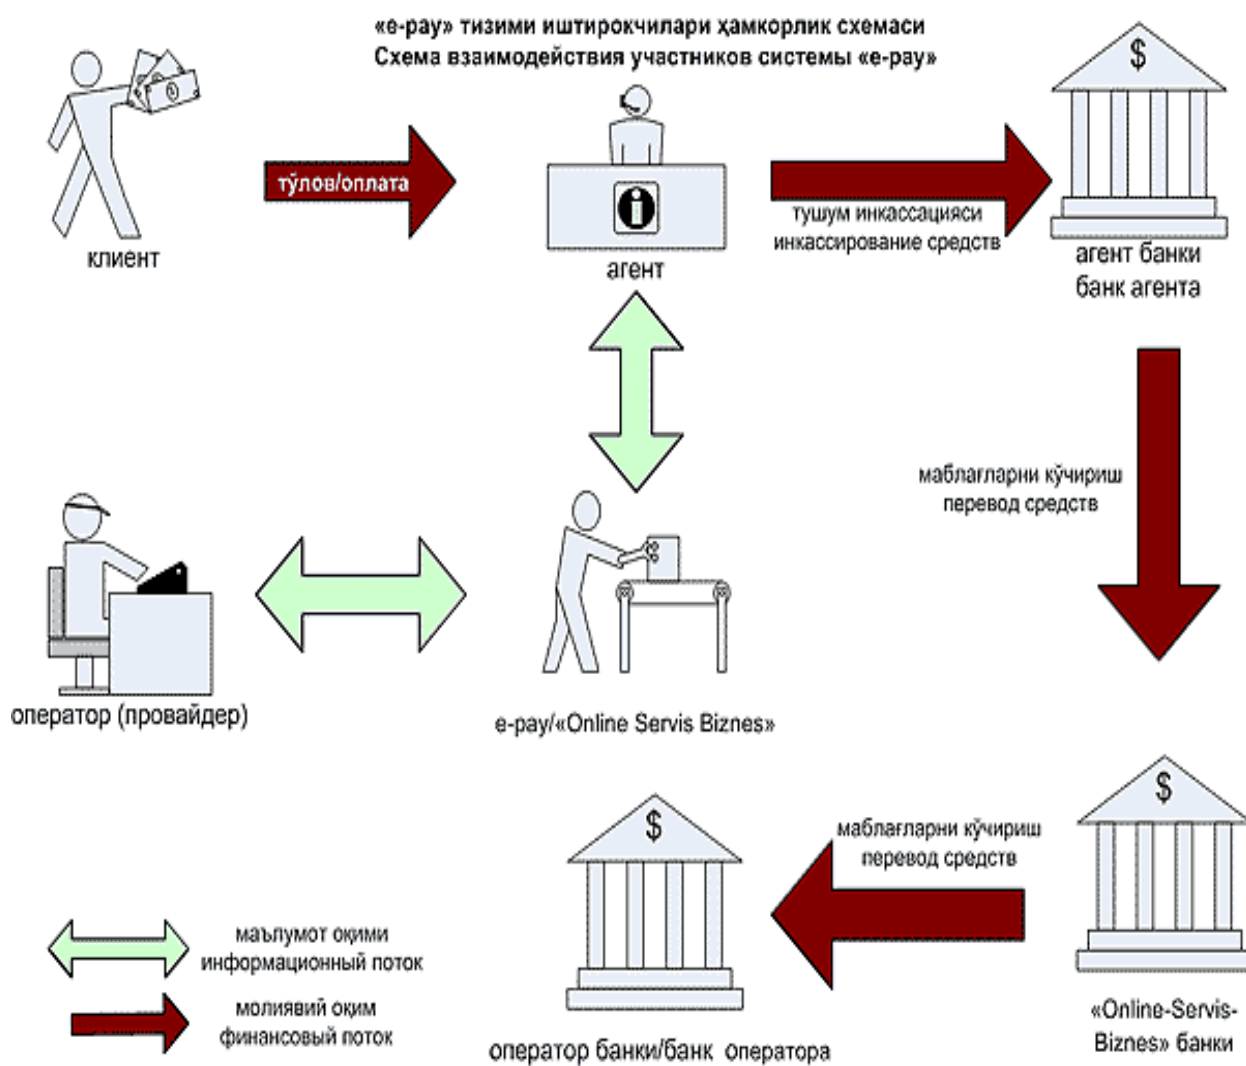 «e-pay» тизими иштирокчилари ҳамкорлик схемаси
Схема взаимодействия участников системы «e-pay»
$
тўлов/оплата
i
тушум инкассацияси
инкассирование средств
клиент
агент
агент банки
банк агента
маблағларни кўчириш
перевод средств
оператор (провайдер)
e-pay/«Online Servis Biznes»
$
$
маблағларни кўчириш
перевод средств
маълумот оқими
информационный поток
молиявий оқим
финансовый поток
оператор банки/банк оператора
«Online-Servis-
Biznes» банки